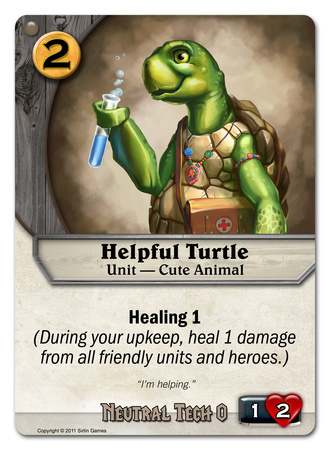 2
Helpful Turtle
Unit — Cute Animal
Healing 1
(During your upkeep, heal 1 damage
from all friendly units and heroes.)
"I'm helping."
Neutral Tech 0
1 2
Copyright © 2011 Sirlin Games